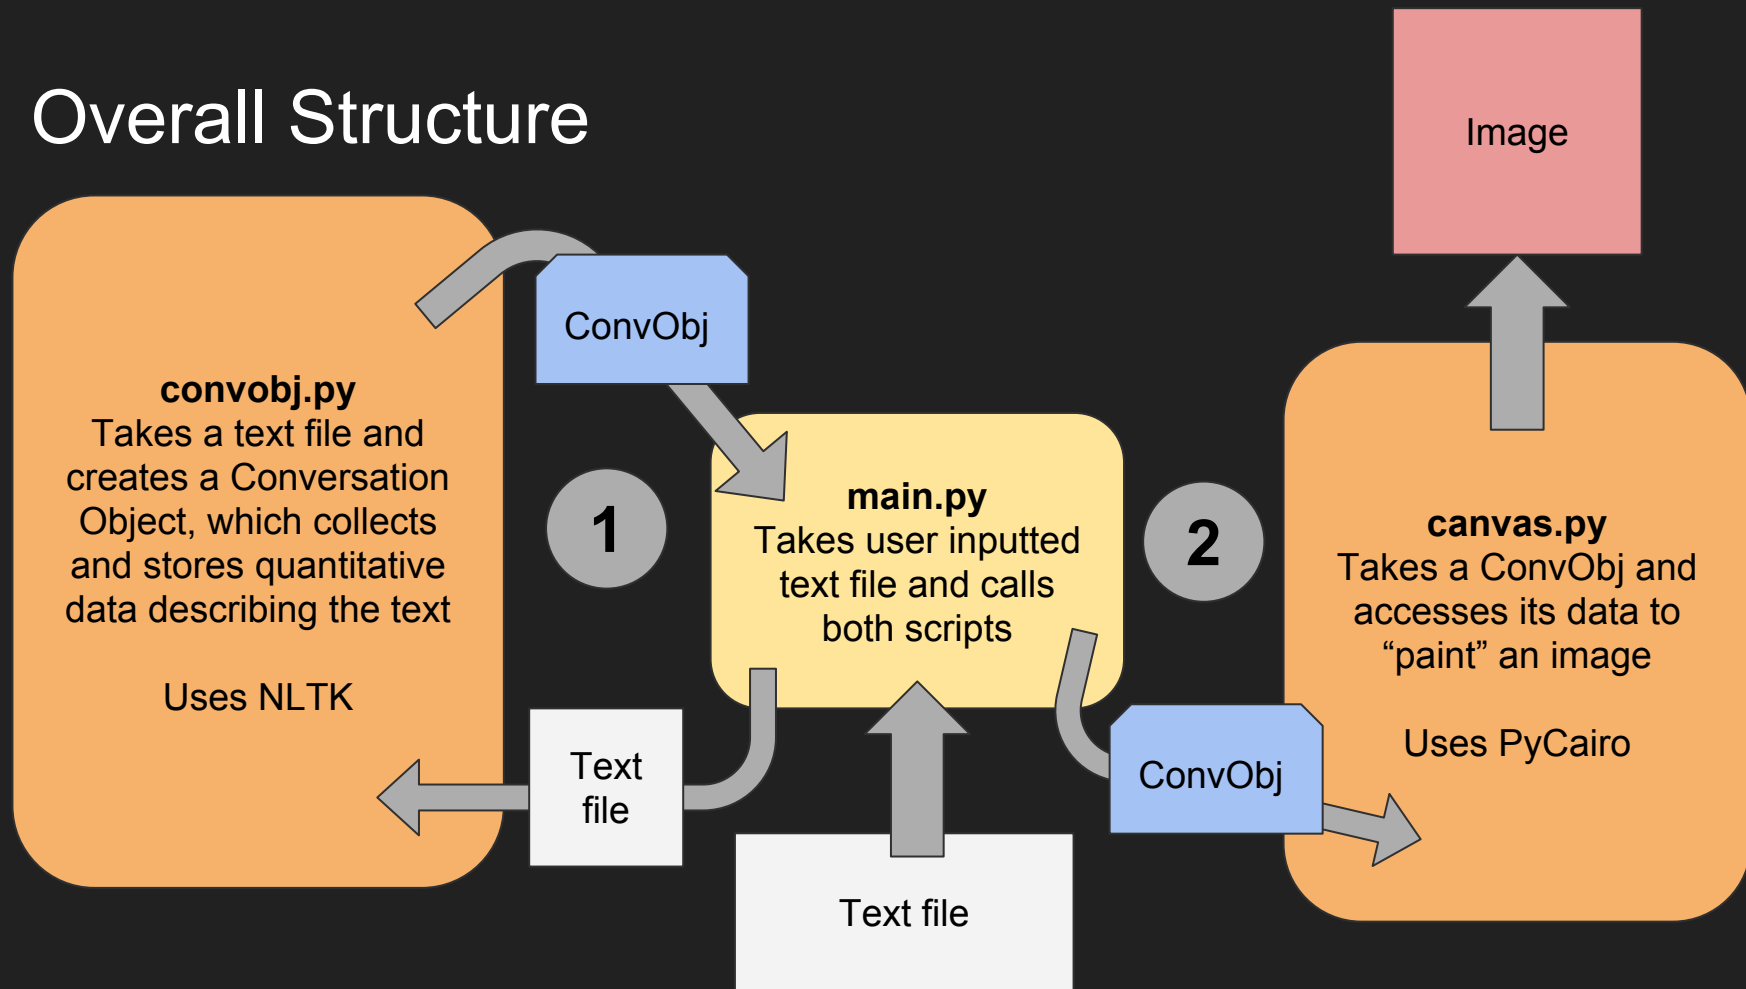 Overall Structure
Image
ConvObj
convobj.py
Takes a text file and
creates a Conversation
Object, which collects
and stores quantitative
data describing the text
Uses NLTK
1
main.py
Takes user inputted
text file and calls
both scripts
2
canvas.py
Takes a ConvObj and
accesses its data to
“paint” an image
Uses PyCairo
Text
file
ConvObj
Text file